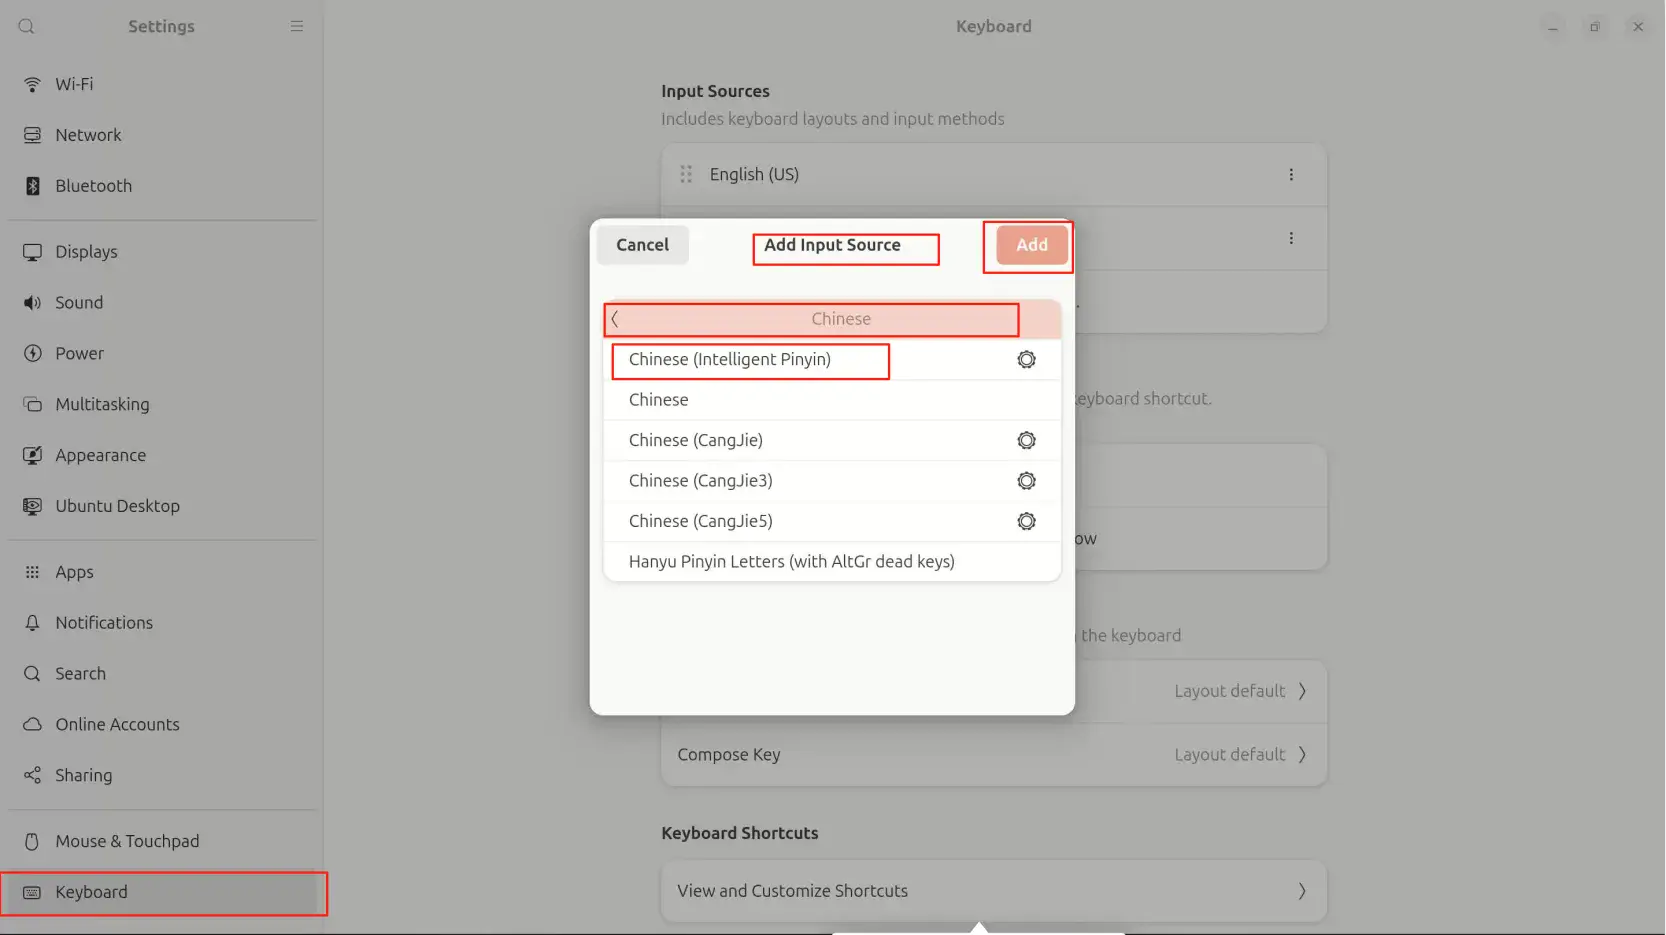 Settings
Keyboard
Wi-Fi
Network
Bluetooth
Displays
Sound
Power
Multitasking
Appearance
Ubuntu Desktop
Apps
Notifications
Search
Online Accounts
Sharing
Mouse & Touchpad
Keyboard
Input Sources
Includes keyboard layouts and input methods
English (US)
Cancel
Add Input Source
Add
Chinese
Chinese (Intelligent Pinyin)
Chinese
Chinese (CangJie)
Chinese (CangJie3)
Chinese (CangJie5)
Hanyu Pinyin Letters (with AltGr dead keys)
keyboard shortcut.
the keyboard
Layout default
Compose Key
Layout default
Keyboard Shortcuts
View and Customize Shortcuts